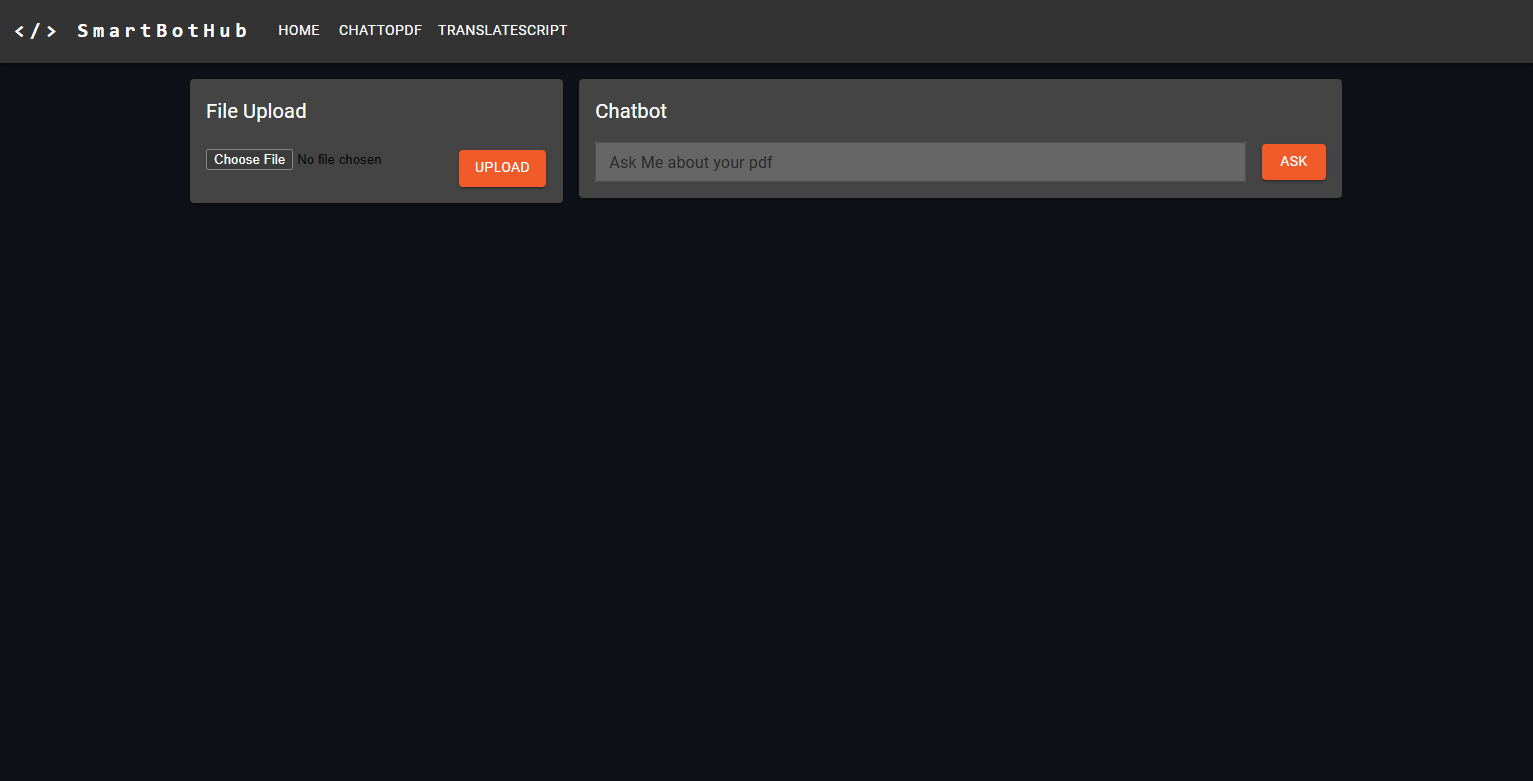 </> SmartBotHub HOME CHATTOPDF TRANSLATESCRIPT
File Upload
Choose File No file chosen
UPLOAD
Chatbot
Ask Me about your pdf
ASK